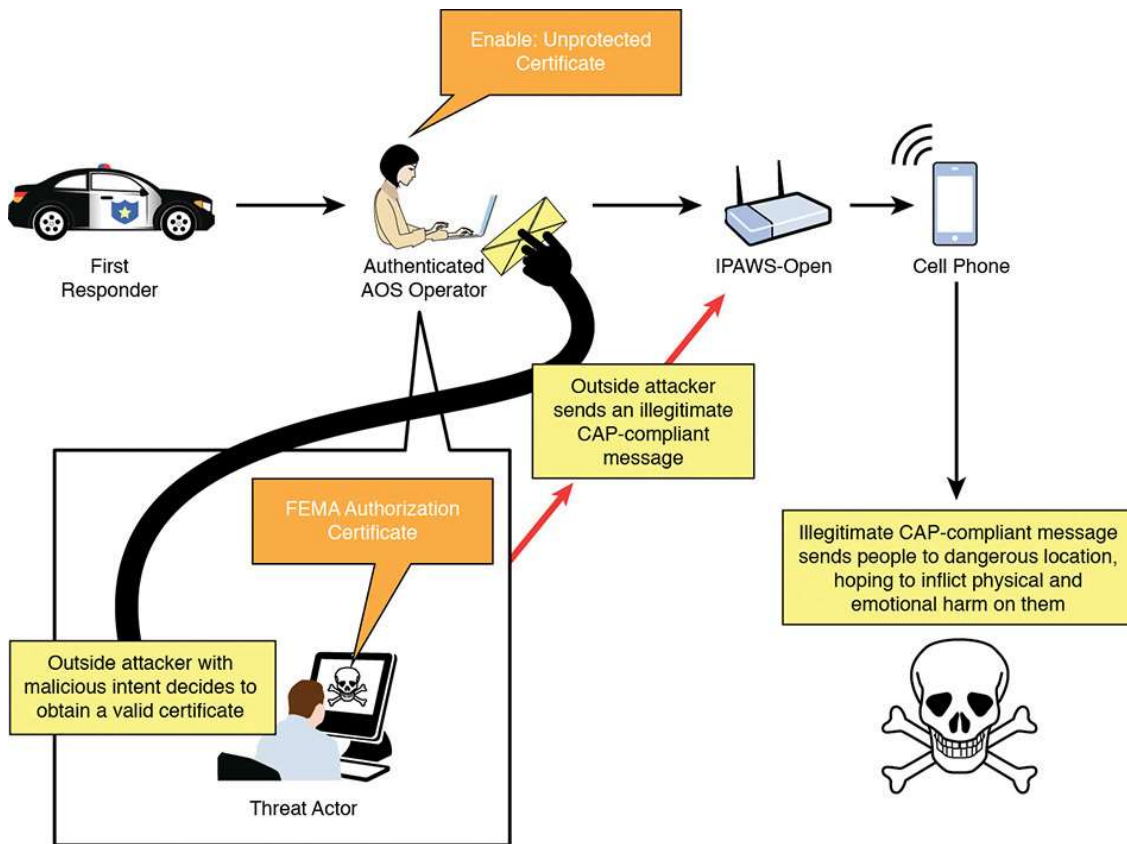 Enable: Unprotected
Certificate
First
Responder
Authenticated
AOS Operator
IPAWS-Open
Cell Phone
Outside attacker
sends an illegitimate
CAP-compliant
message
FEMA Authorization
Certificate
Illegitimate CAP-compliant message
sends people to dangerous location,
hoping to inflict physical and
emotional harm on them
Outside attacker with
malicious intent decides to
obtain a valid certificate
Threat Actor